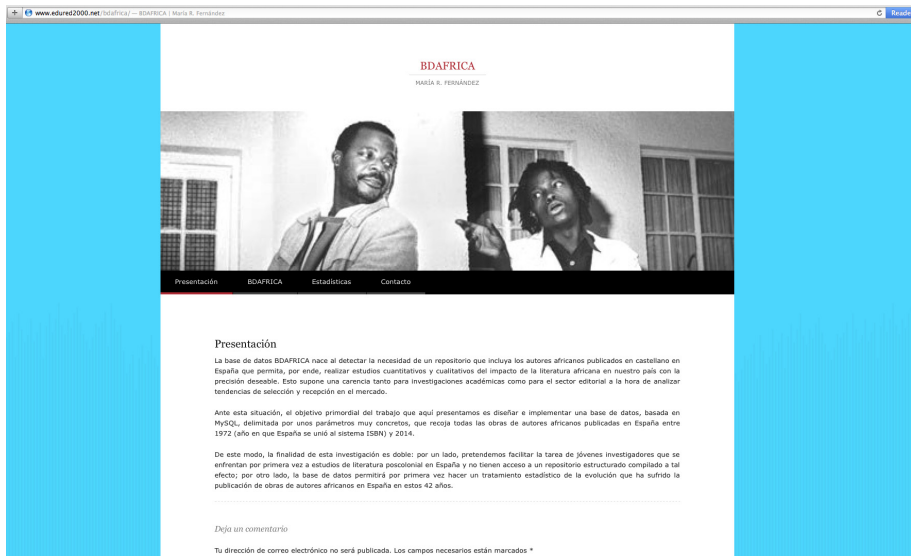 www.edured2000.net/bdafrica/ — BDAFRICA | María R. Fernández
Reade
BDAFRICA
MARÍA R. FERNÁNDEZ
Presentación BDAFRICA Estadísticas Contacto
Presentación
La base de datos BDAFRICA nace al detectar la necesidad de un repositorio que incluya los autores africanos publicados en castellano en
España que permita, por ende, realizar estudios cuantitativos y cualitativos del impacto de la literatura africana en nuestro país con la
precisión deseable. Esto supone una carencia tanto para investigaciones académicas como para el sector editorial a la hora de analizar
tendencias de selección y recepción en el mercado.
Ante esta situación, el objetivo primordial del trabajo que aquí presentamos es diseñar e implementar una base de datos, basada en
MySQL, delimitada por unos parámetros muy concretos, que recoja todas las obras de autores africanos publicadas en España entre
1972 (año en que España se unió al sistema ISBN) y 2014.
De este modo, la finalidad de esta investigación es doble: por un lado, pretendemos facilitar la tarea de jóvenes investigadores que se
enfrentan por primera vez a estudios de literatura poscolonial en España y no tienen acceso a un repositorio estructurado compilado a tal
efecto; por otro lado, la base de datos permitirá por primera vez hacer un tratamiento estadístico de la evolución que ha sufrido la
publicación de obras de autores africanos en España en estos 42 años.
Deja un comentario
Tu dirección de correo electrónico no será publicada. Los campos necesarios están marcados *